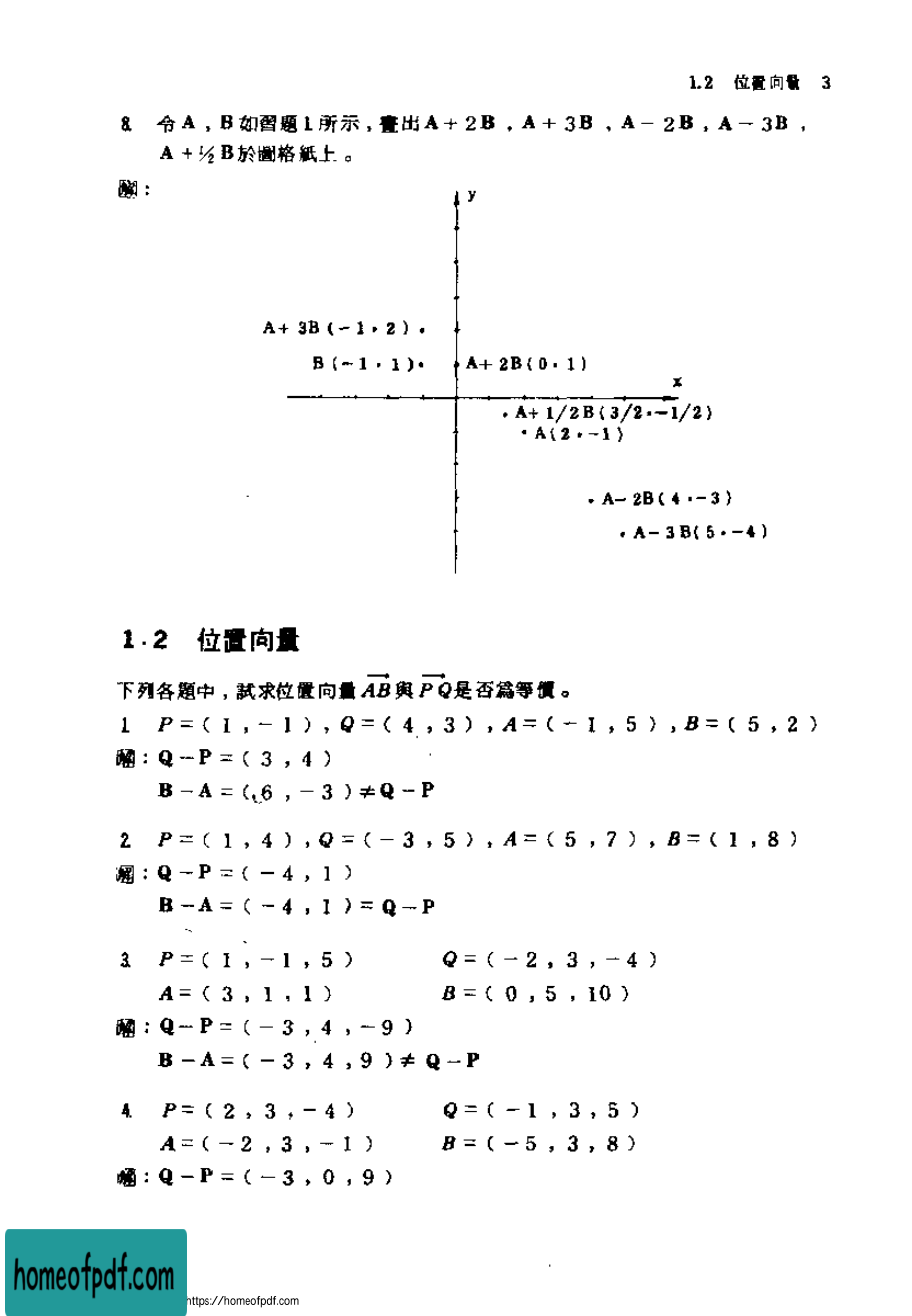 1.2 位置向量 3
8. 令 A , B 如習題 1 所示 , 畫出 A + 2B , A + 3B , A − 2B , A − 3B ,
A + ½ B 於圖格紙上。
解：
y
A + 3B ( − 1 , 2 )
B ( − 1 , 1 )
A + 2B ( 0 , 1 )
x
A + 1/2 B ( 3/2 , −1/2 )
A ( 2 , −1 )
A − 2B ( 4 , −3 )
A − 3B ( 5 , −4 )
1.2 位置向量
下列各題中 , 試求位置向量 AB 與 PQ 是否為等價。
1. P = ( 1 , − 1 ) , Q = ( 4 , 3 ) , A = ( − 1 , 5 ) , B = ( 5 , 2 )
解：Q − P = ( 3 , 4 )
B − A = ( 6 , − 3 ) ≠ Q − P
2. P = ( 1 , 4 ) , Q = ( − 3 , 5 ) , A = ( 5 , 7 ) , B = ( 1 , 8 )
解：Q − P = ( − 4 , 1 )
B − A = ( − 4 , 1 ) = Q − P
3. P = ( 1 , − 1 , 5 ) Q = ( − 2 , 3 , − 4 )
A = ( 3 , 1 , 1 ) B = ( 0 , 5 , 10 )
解：Q − P = ( − 3 , 4 , − 9 )
B − A = ( − 3 , 4 , 9 ) ≠ Q − P
4. P = ( 2 , 3 , − 4 ) Q = ( − 1 , 3 , 5 )
A = ( − 2 , 3 , − 1 ) B = ( − 5 , 3 , 8 )
解：Q − P = ( − 3 , 0 , 9 )
homeofpdf.com
https://homeofpdf.com